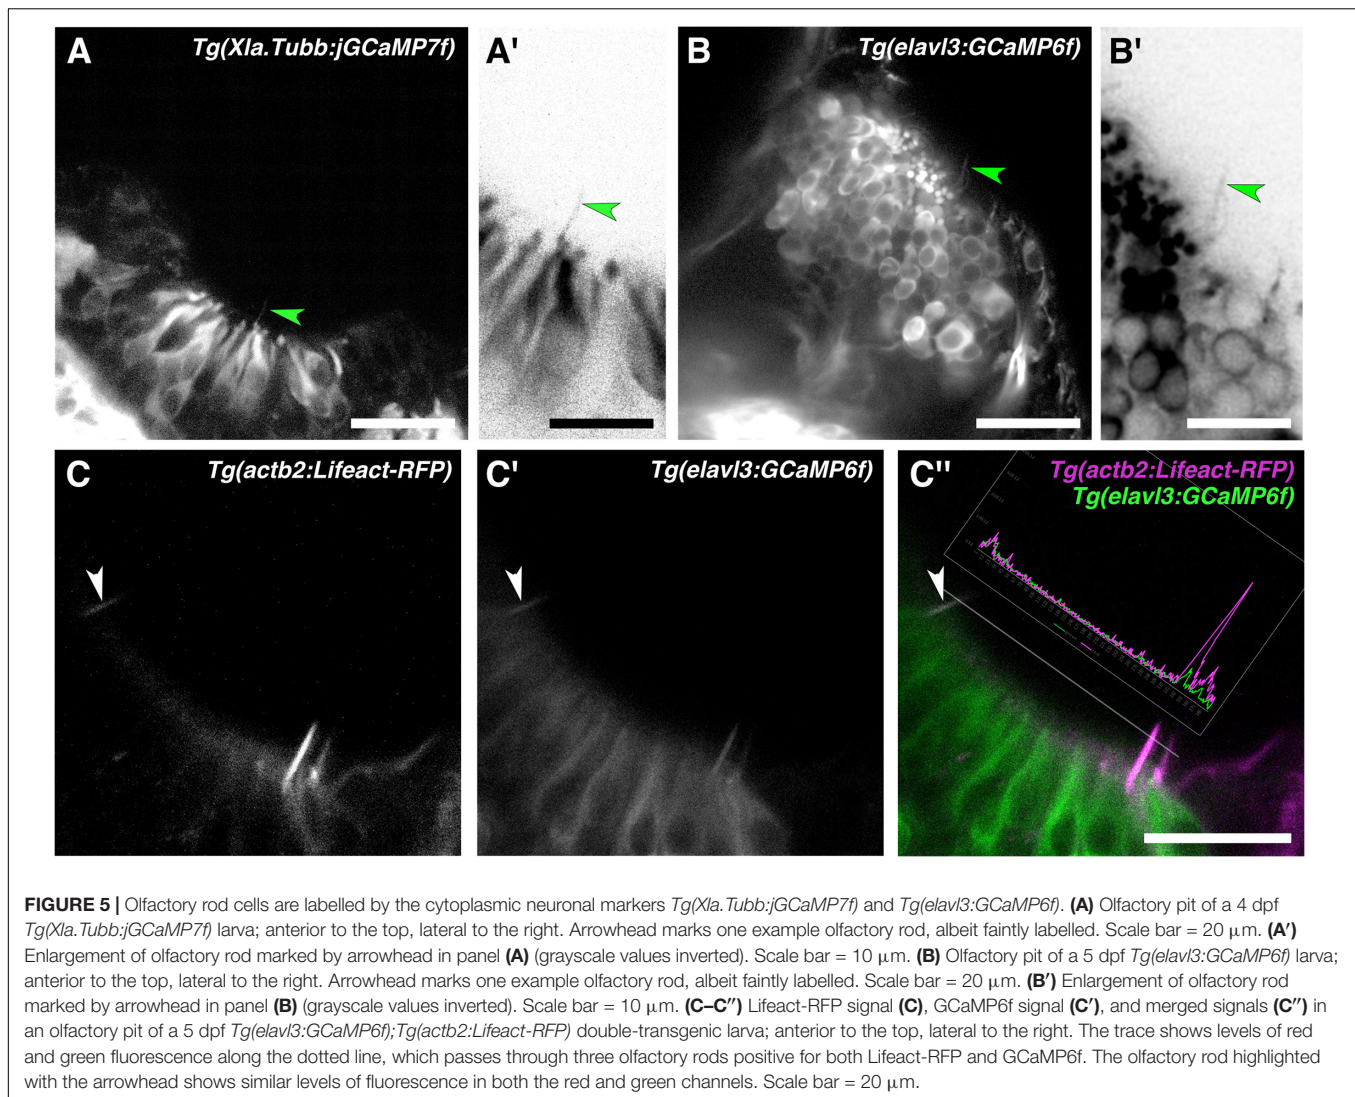 A
Tg(Xla.Tubb:jGCaMP7f)
A'
B
Tg(elavl3:GCaMP6f)
B'
C
Tg(actb2:Lifeact-RFP)
C'
Tg(elavl3:GCaMP6f)
C"
Tg(actb2:Lifeact-RFP)
Tg(elavl3:GCaMP6f)
FIGURE 5 | Olfactory rod cells are labelled by the cytoplasmic neuronal markers Tg(Xla.Tubb:jGCaMP7f) and Tg(elavl3:GCaMP6f). (A) Olfactory pit of a 4 dpf
Tg(Xla.Tubb:jGCaMP7f) larva; anterior to the top, lateral to the right. Arrowhead marks one example olfactory rod, albeit faintly labelled. Scale bar = 20 μm. (A′)
Enlargement of olfactory rod marked by arrowhead in panel (A) (grayscale values inverted). Scale bar = 10 μm. (B) Olfactory pit of a 5 dpf Tg(elavl3:GCaMP6f) larva;
anterior to the top, lateral to the right. Arrowhead marks one example olfactory rod, albeit faintly labelled. Scale bar = 20 μm. (B′) Enlargement of olfactory rod
marked by arrowhead in panel (B) (grayscale values inverted). Scale bar = 10 μm. (C–C″) Lifeact-RFP signal (C), GCaMP6f signal (C′), and merged signals (C″) in
an olfactory pit of a 5 dpf Tg(elavl3:GCaMP6f);Tg(actb2:Lifeact-RFP) double-transgenic larva; anterior to the top, lateral to the right. The trace shows levels of red
and green fluorescence along the dotted line, which passes through three olfactory rods positive for both Lifeact-RFP and GCaMP6f. The olfactory rod highlighted
with the arrowhead shows similar levels of fluorescence in both the red and green channels. Scale bar = 20 μm.